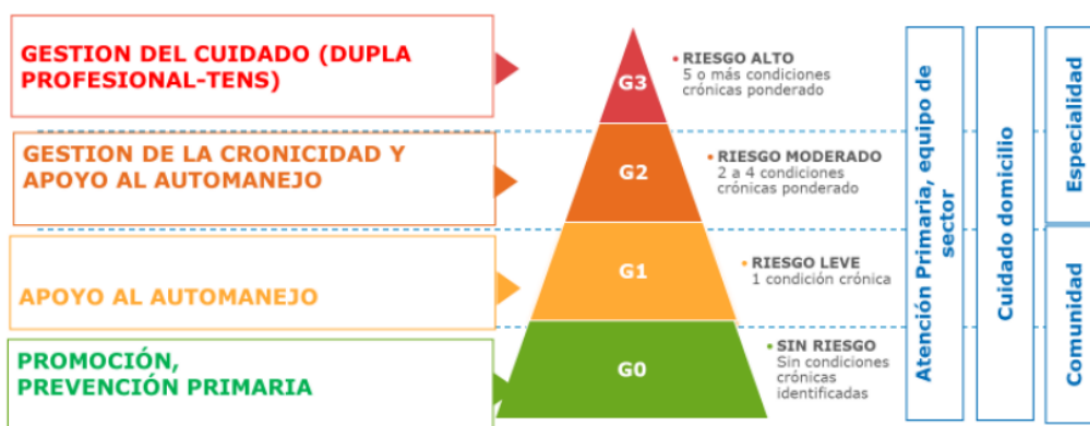 GESTION DEL CUIDADO (DUPLA
PROFESIONAL-TENS)
GESTION DE LA CRONICIDAD Y
APOYO AL AUTOMANEJO
APOYO AL AUTOMANEJO
PROMOCIÓN,
PREVENCIÓN PRIMARIA
G3
G2
G1
G0
• RIESGO ALTO
5 o más condiciones
crónicas ponderado
• RIESGO MODERADO
2 a 4 condiciones
crónicas ponderado
• RIESGO LEVE
1 condición crónica
• SIN RIESGO
Sin condiciones
crónicas
identificadas
Atención Primaria, equipo de
sector
Cuidado domicilio
Especialidad
Comunidad